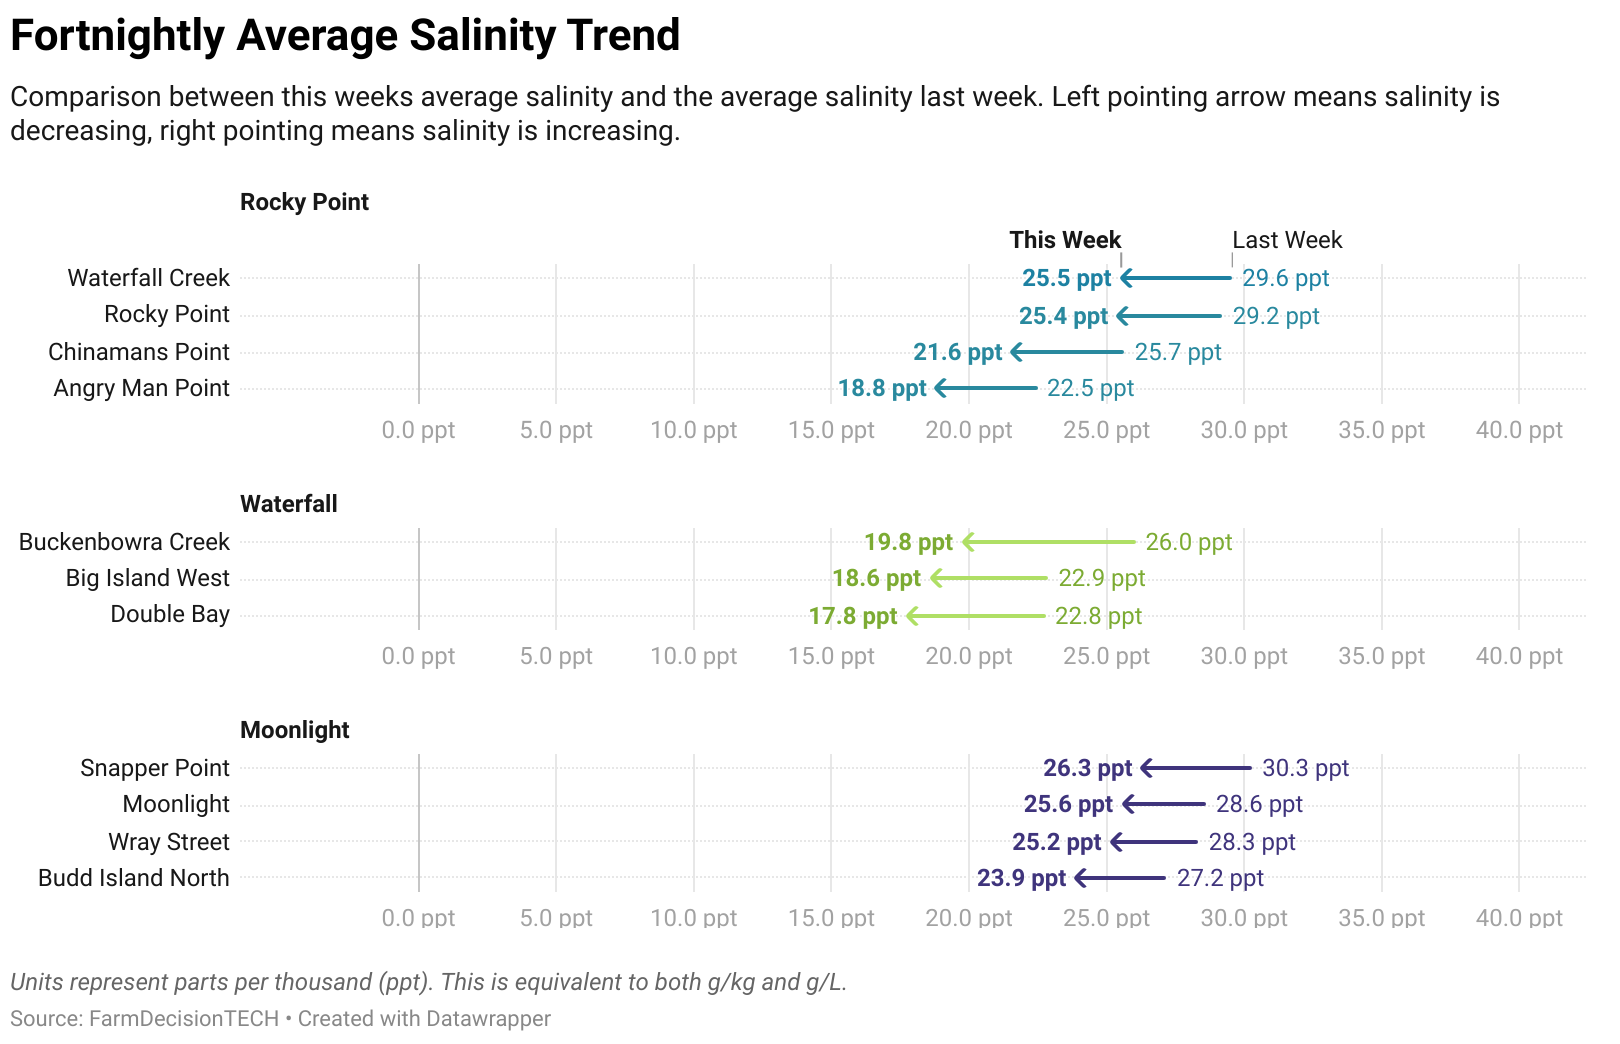 Fortnightly Average Salinity Trend
Comparison between this weeks average salinity and the average salinity last week. Left pointing arrow means salinity is
decreasing, right pointing means salinity is increasing.
Rocky Point
This Week Last Week
Waterfall Creek 25.5 ppt 29.6 ppt
Rocky Point 25.4 ppt 29.2 ppt
Chinamans Point 21.6 ppt 25.7 ppt
Angry Man Point 18.8 ppt 22.5 ppt
0.0 ppt 5.0 ppt 10.0 ppt 15.0 ppt 20.0 ppt 25.0 ppt 30.0 ppt 35.0 ppt 40.0 ppt
Waterfall
Buckenbowra Creek 19.8 ppt 26.0 ppt
Big Island West 18.6 ppt 22.9 ppt
Double Bay 17.8 ppt 22.8 ppt
0.0 ppt 5.0 ppt 10.0 ppt 15.0 ppt 20.0 ppt 25.0 ppt 30.0 ppt 35.0 ppt 40.0 ppt
Moonlight
Snapper Point 26.3 ppt 30.3 ppt
Moonlight 25.6 ppt 28.6 ppt
Wray Street 25.2 ppt 28.3 ppt
Budd Island North 23.9 ppt 27.2 ppt
0.0 ppt 5.0 ppt 10.0 ppt 15.0 ppt 20.0 ppt 25.0 ppt 30.0 ppt 35.0 ppt 40.0 ppt
Units represent parts per thousand (ppt). This is equivalent to both g/kg and g/L.
Source: FarmDecisionTECH • Created with Datawrapper